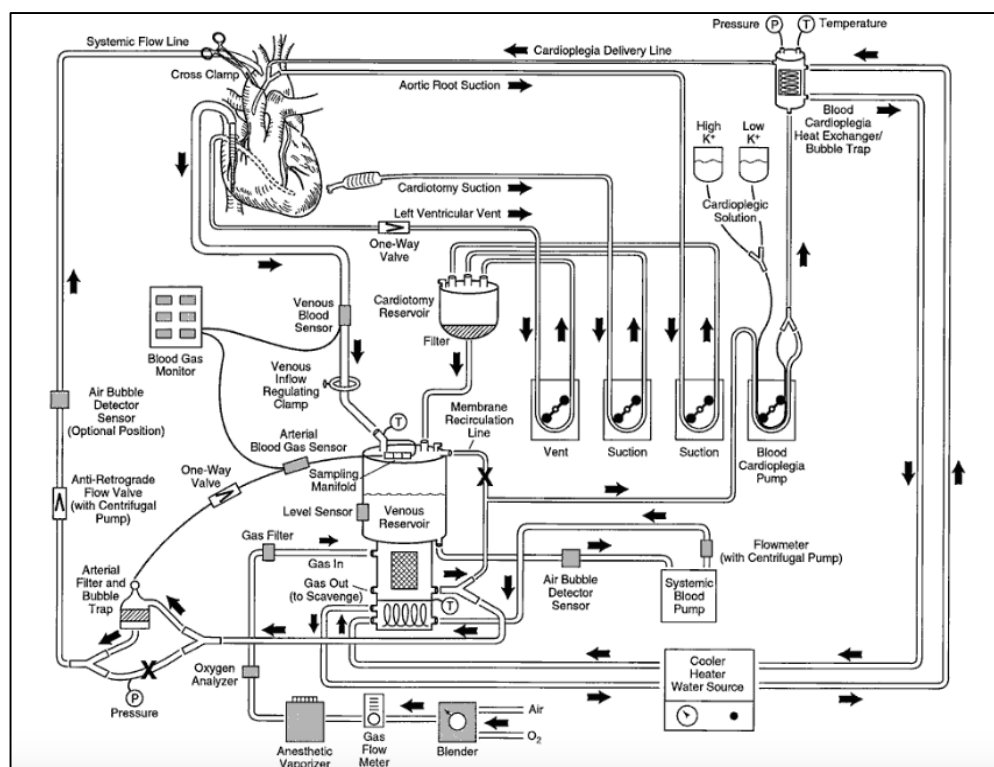 Pressure
P
T
Temperature
Systemic Flow Line
Cardioplegia Delivery Line
Cross Clamp
Aortic Root Suction
Blood
Cardioplegia
Heat Exchanger/
Bubble Trap
High
K+
Low
K+
Cardiotomy Suction
Cardioplegic
Solution
Left Ventricular Vent
One-Way
Valve
Cardiotomy
Reservoir
Filter
Venous
Blood
Sensor
Blood Gas
Monitor
Venous
Inflow
Regulating
Clamp
Air Bubble
Detector
Sensor
(Optional Position)
T
Membrane
Recirculation
Line
Vent
Suction
Suction
Blood
Cardioplegia
Pump
Arterial
Blood Gas Sensor
One-Way
Valve
Sampling
Manifold
X
Anti-Retrograde
Flow Valve
(with Centrifugal
Pump)
Level Sensor
Venous
Reservoir
Gas Filter
Gas In
Flowmeter
(with Centrifugal Pump)
Gas Out
(to Scavenge)
T
Air Bubble
Detector
Sensor
Systemic
Blood
Pump
Arterial
Filter and
Bubble
Trap
X
P
Pressure
Oxygen
Analyzer
Cooler
Heater
Water Source
Anesthetic
Vaporizer
Gas
Flow
Meter
Blender
Air
O2